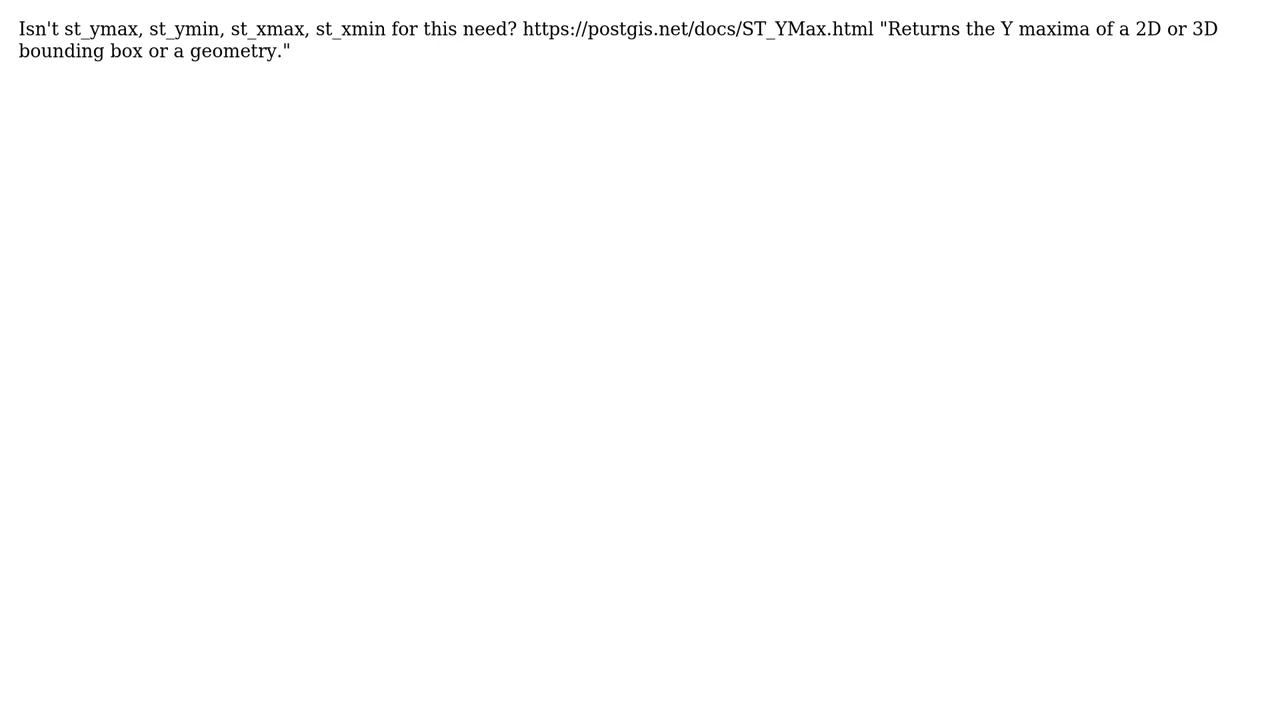 Isn't st_ymax, st_ymin, st_xmax, st_xmin for this need? https://postgis.net/docs/ST_YMax.html "Returns the Y maxima of a 2D or 3D
bounding box or a geometry."